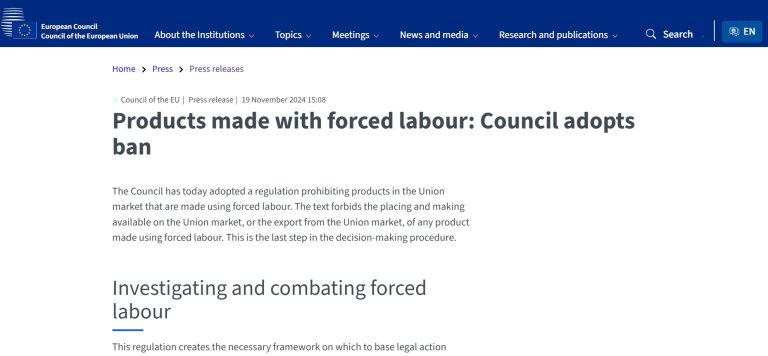 European Council
Council of the European Union
About the Institutions
Topics
Meetings
News and media
Research and publications
Search
EN
Home
Press
Press releases
Council of the EU | Press release | 19 November 2024 15:08
Products made with forced labour: Council adopts
ban
The Council has today adopted a regulation prohibiting products in the Union
market that are made using forced labour. The text forbids the placing and making
available on the Union market, or the export from the Union market, of any product
made using forced labour. This is the last step in the decision-making procedure.
Investigating and combating forced
labour
This regulation creates the necessary framework on which to base legal action